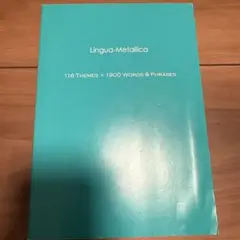 Lingua-Metallica
116 Themes + 1900 Words & Phrases